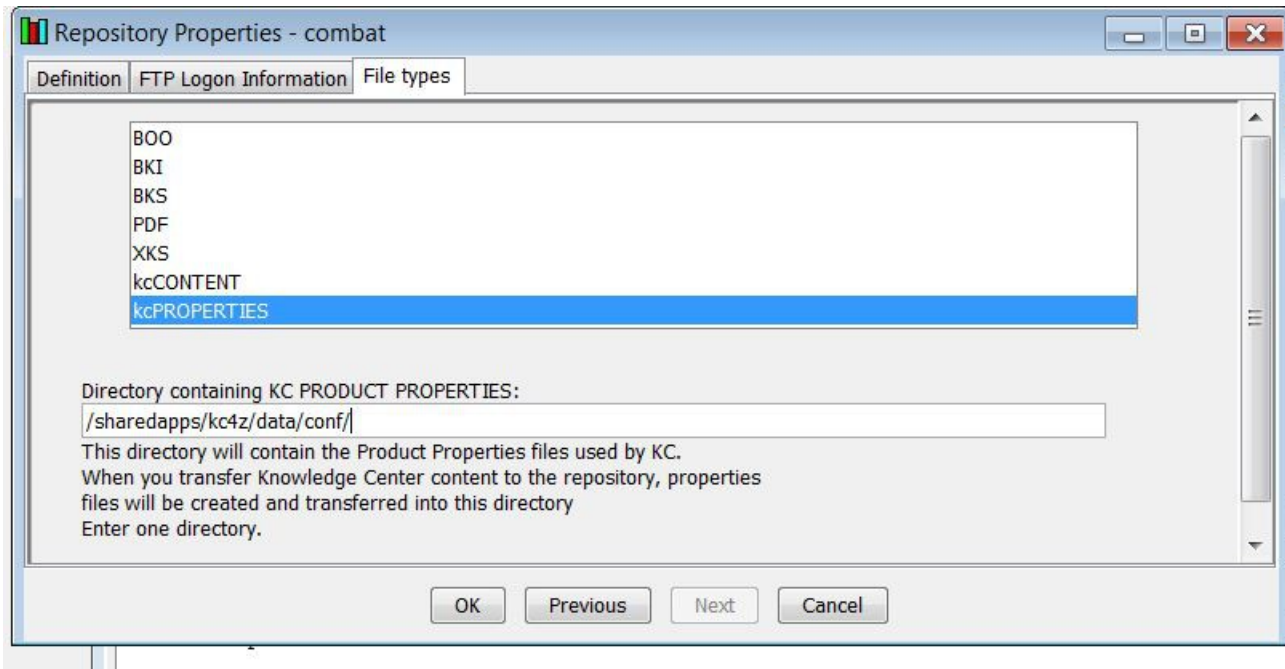 Repository Properties - combat
Definition
FTP Logon Information
File types
BOO
BKI
BKS
PDF
XKS
kcCONTENT
kcPROPERTIES
Directory containing KC PRODUCT PROPERTIES:
/sharedapps/kc4z/data/conf/
This directory will contain the Product Properties files used by KC.
When you transfer Knowledge Center content to the repository, properties
files will be created and transferred into this directory
Enter one directory.
OK
Previous
Next
Cancel